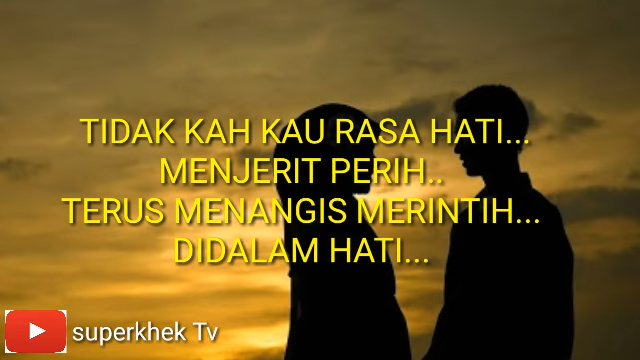 TIDAK KAH KAU RASA HATI...
MENJERIT PERIH..
TERUS MENANGIS MERINTIH...
DIDALAM HATI...
superkhek Tv